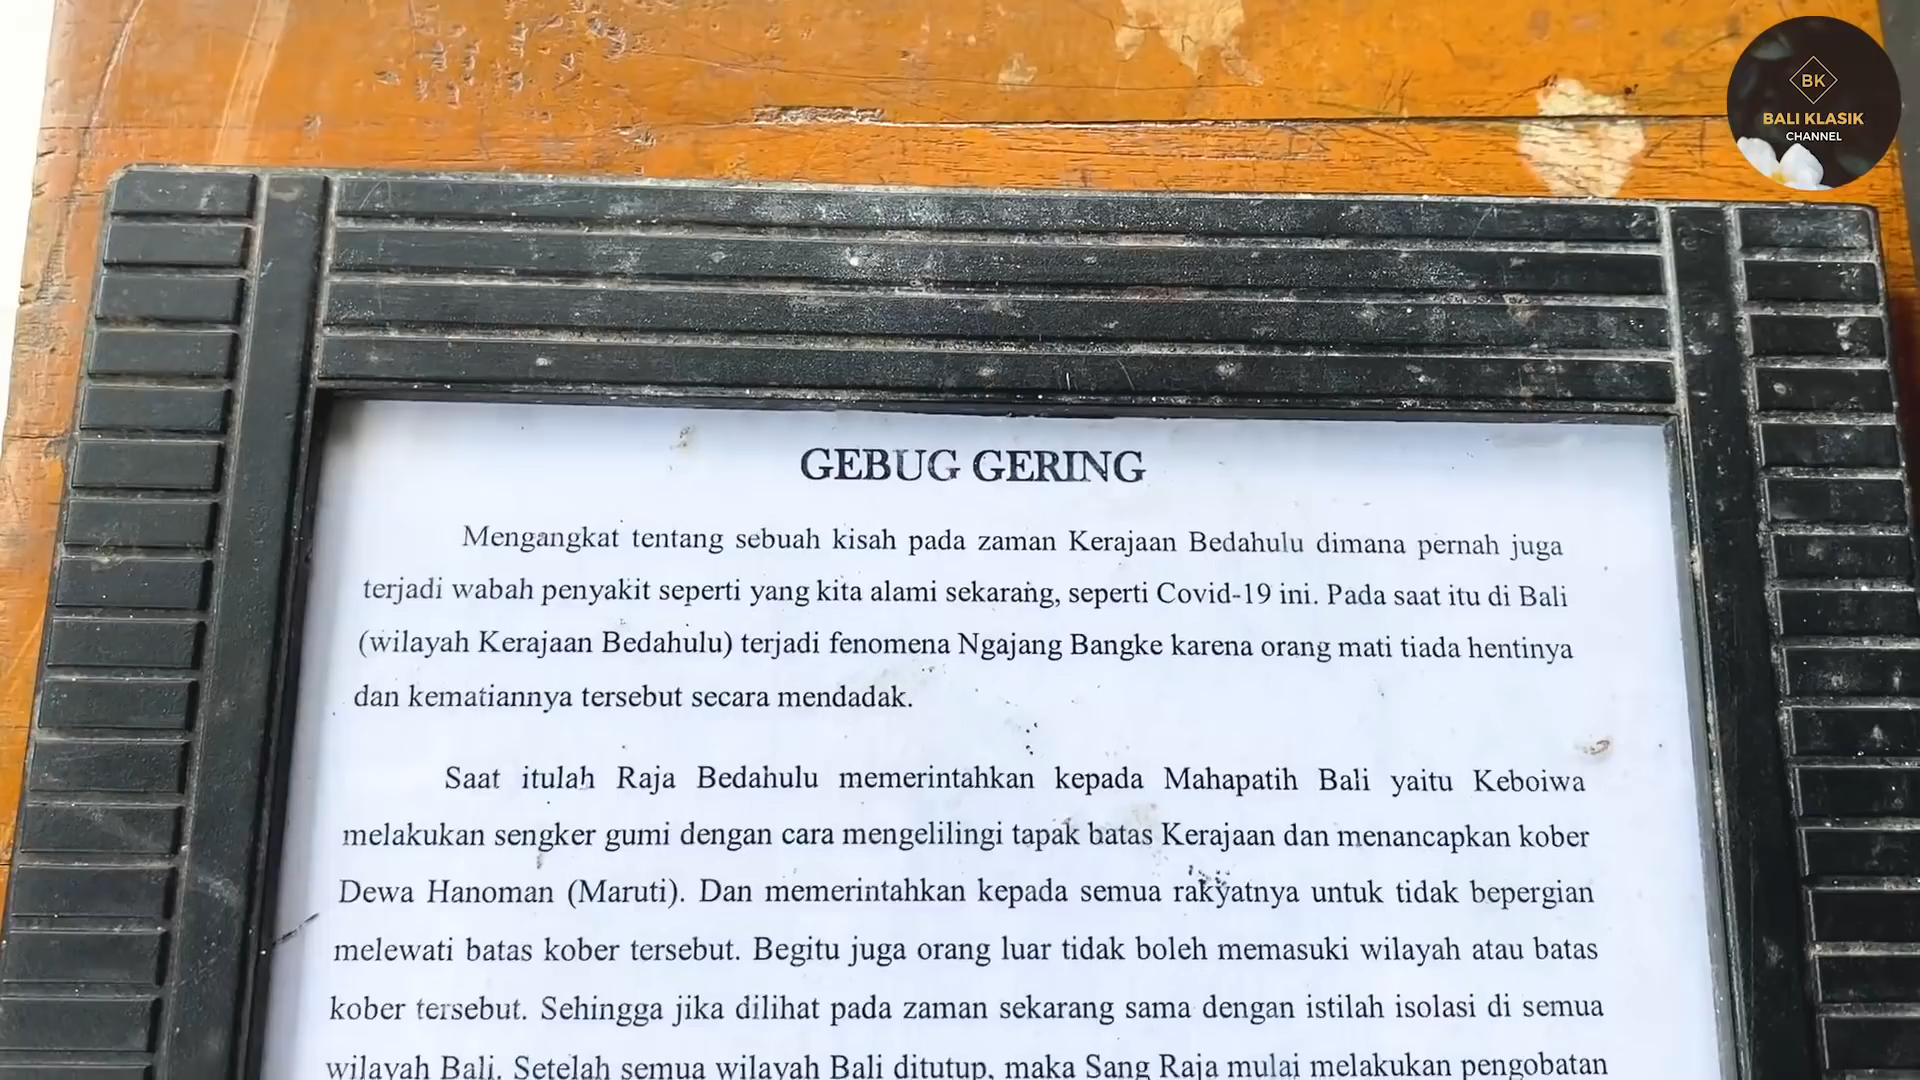 BK
BALI KLASIK
CHANNEL
GEBUG GERING
Mengangkat tentang sebuah kisah pada zaman Kerajaan Bedahulu dimana pernah juga
terjadi wabah penyakit seperti yang kita alami sekarang, seperti Covid-19 ini. Pada saat itu di Bali
(wilayah Kerajaan Bedahulu) terjadi fenomena Ngajang Bangke karena orang mati tiada hentinya
dan kematiannya tersebut secara mendadak.
Saat itulah Raja Bedahulu memerintahkan kepada Mahapatih Bali yaitu Keboiwa
melakukan sengker gumi dengan cara mengelilingi tapak batas Kerajaan dan menancapkan kober
Dewa Hanoman (Maruti). Dan memerintahkan kepada semua rakyatnya untuk tidak bepergian
melewati batas kober tersebut. Begitu juga orang luar tidak boleh memasuki wilayah atau batas
kober tersebut. Sehingga jika dilihat pada zaman sekarang sama dengan istilah isolasi di semua
wilayah Bali. Setelah semua wilayah Bali ditutup, maka Sang Raja mulai melakukan pengobatan